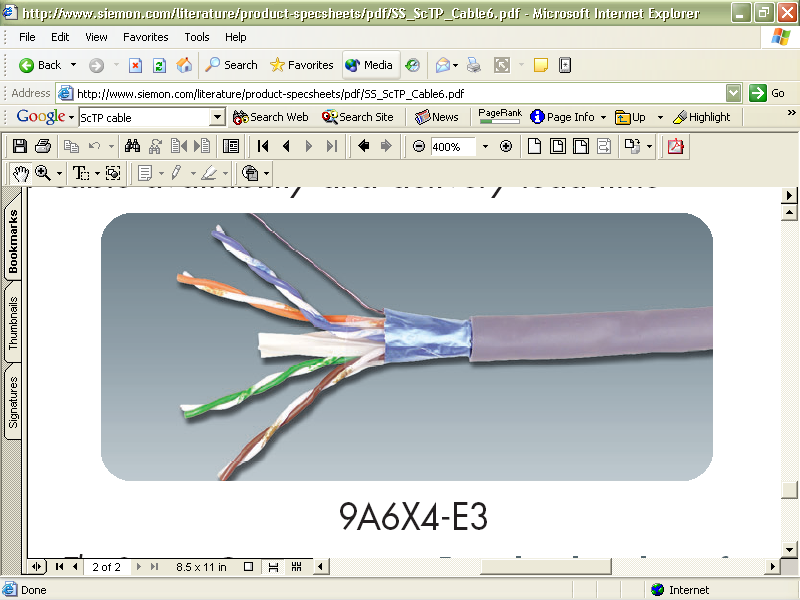 http://www.siemon.com/literature/product-specsheets/pdf/SS_ScTP_Cable6.pdf - Microsoft Internet Explorer
File Edit View Favorites Tools Help
Back Search Favorites Media
Address http://www.siemon.com/literature/product-specsheets/pdf/SS_ScTP_Cable6.pdf Go
Google ScTP cable Search Web Search Site News PageRank Page Info Up Highlight »
400%
Bookmarks
Thumbnails
Signatures
9A6X4-E3
2 of 2 8.5 x 11 in
Done Internet